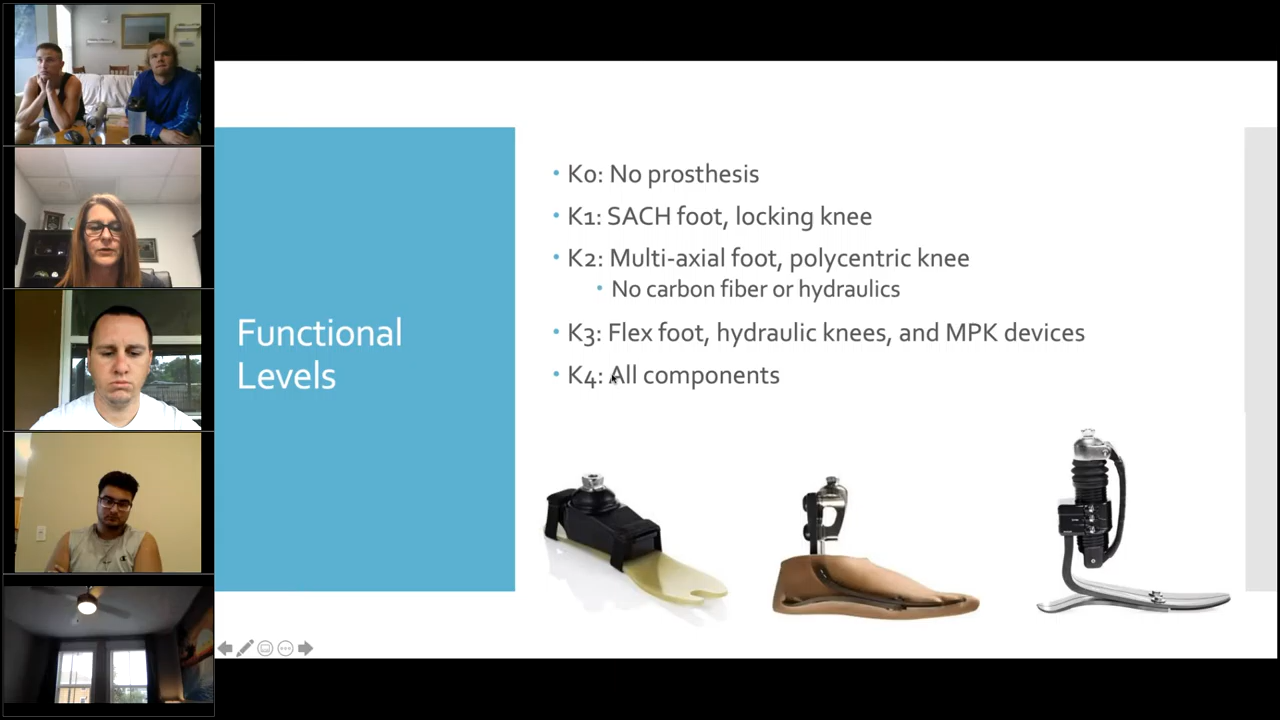 Functional
Levels
• K0: No prosthesis
• K1: SACH foot, locking knee
• K2: Multi-axial foot, polycentric knee
• No carbon fiber or hydraulics
• K3: Flex foot, hydraulic knees, and MPK devices
• K4: All components